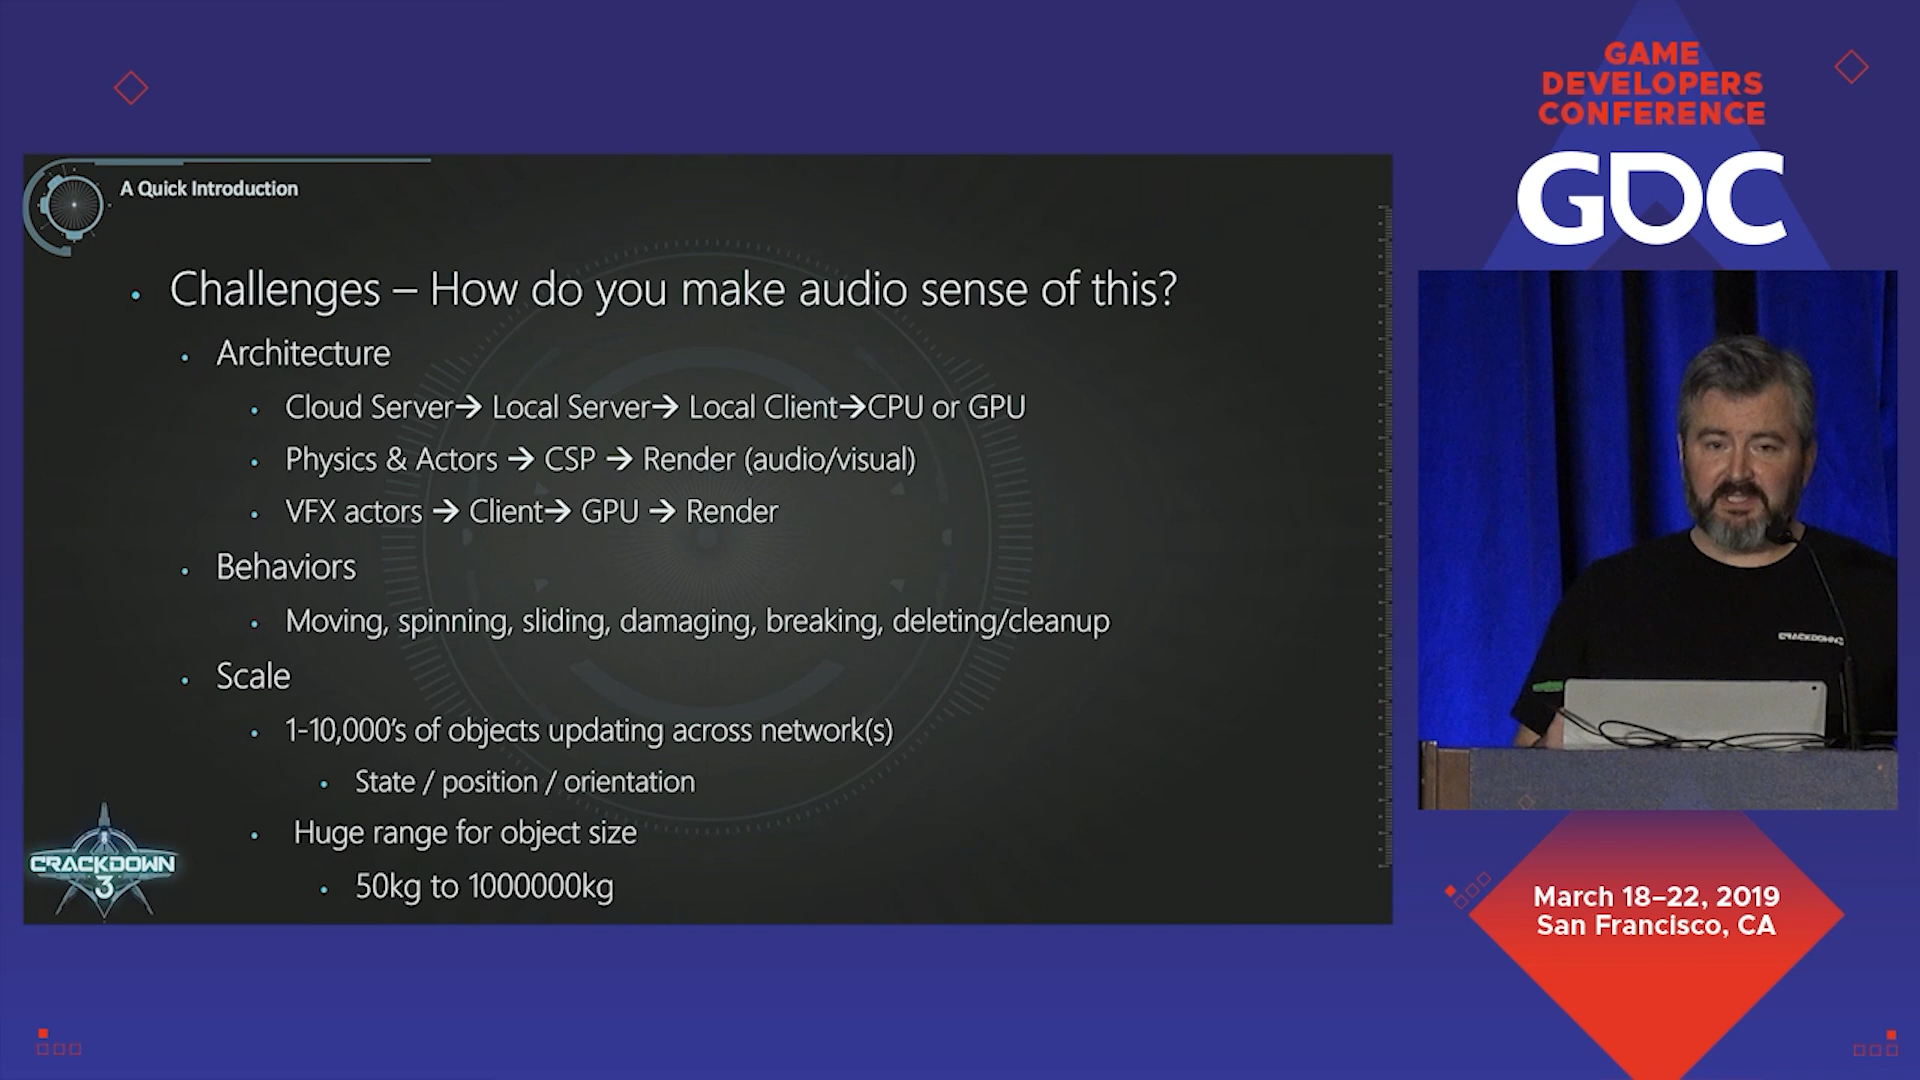 GAME
DEVELOPERS
CONFERENCE
GDC
A Quick Introduction
Challenges – How do you make audio sense of this?
Architecture
Cloud Server→ Local Server→ Local Client→CPU or GPU
Physics & Actors → CSP → Render (audio/visual)
VFX actors → Client→ GPU → Render
Behaviors
Moving, spinning, sliding, damaging, breaking, deleting/cleanup
Scale
1-10,000's of objects updating across network(s)
State / position / orientation
Huge range for object size
50kg to 1000000kg
CRACKDOWN
3
CRACKDOWN3
March 18–22, 2019
San Francisco, CA